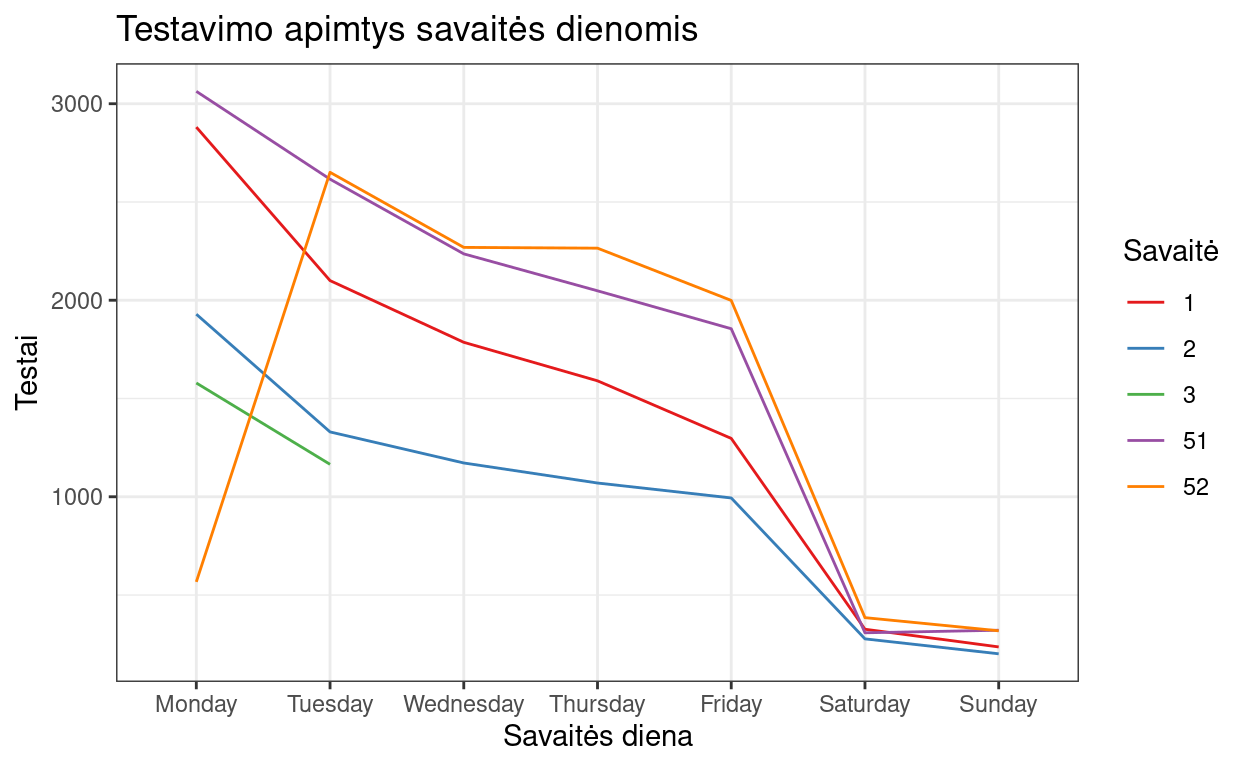 Testavimo apimtys savaitės dienomis
3000
2000
1000
Testai
Monday Tuesday Wednesday Thursday Friday Saturday Sunday
Savaitės diena
Savaitė
1
2
3
51
52